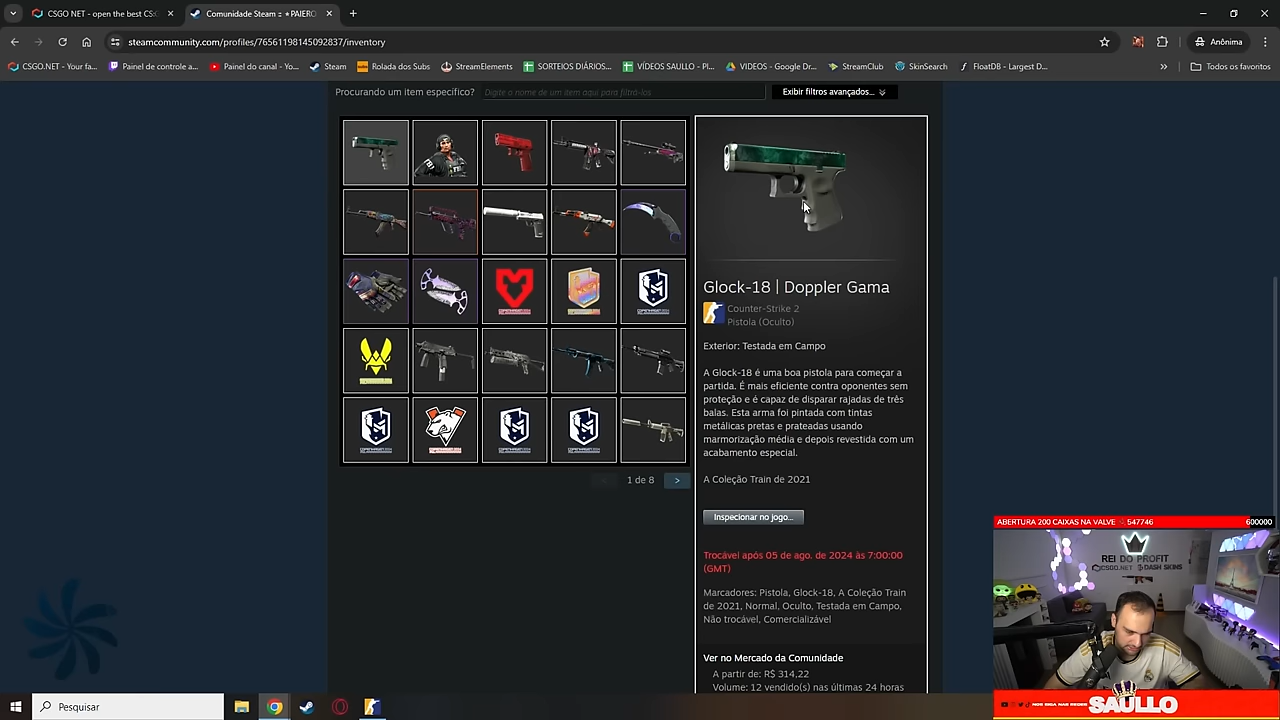 CSGO NET - open the best CS:
Comunidade Steam :: ★PAIERO
steamcommunity.com/profiles/76561198145092837/inventory
Anônima
CSGO.NET - Your fa...
Painel de controle a...
Painel do canal - Yo...
Steam
Rolada dos Subs
StreamElements
SORTEIOS DIÁRIOS...
VÍDEOS SAULLO - Pl...
VIDEOS - Google Dr...
StreamClub
SkinSearch
FloatDB - Largest D...
Todos os favoritos
Procurando um item específico?
Digite o nome de um item aqui para filtrá-los
Exibir filtros avançados...
1 de 8
>
Glock-18 | Doppler Gama
Counter-Strike 2
Pistola (Oculto)
Exterior: Testada em Campo
A Glock-18 é uma boa pistola para começar a
partida. É mais eficiente contra oponentes sem
proteção e é capaz de disparar rajadas de três
balas. Esta arma foi pintada com tintas
metálicas pretas e prateadas usando
marmorização média e depois revestida com um
acabamento especial.
A Coleção Train de 2021
Inspecionar no jogo...
Trocável após 05 de ago. de 2024 às 7:00:00
(GMT)
Marcadores: Pistola, Glock-18, A Coleção Train
de 2021, Normal, Oculto, Testada em Campo,
Não trocável, Comercializável
Ver no Mercado da Comunidade
A partir de: R$ 314,22
Volume: 12 vendido(s) nas últimas 24 horas
ABERTURA 200 CAIXAS NA VALVE
547746
600000
REI DO PROFIT
CSGO.NET
DASH SKINS
NOS SIGA NAS REDES
SAULLO
Pesquisar